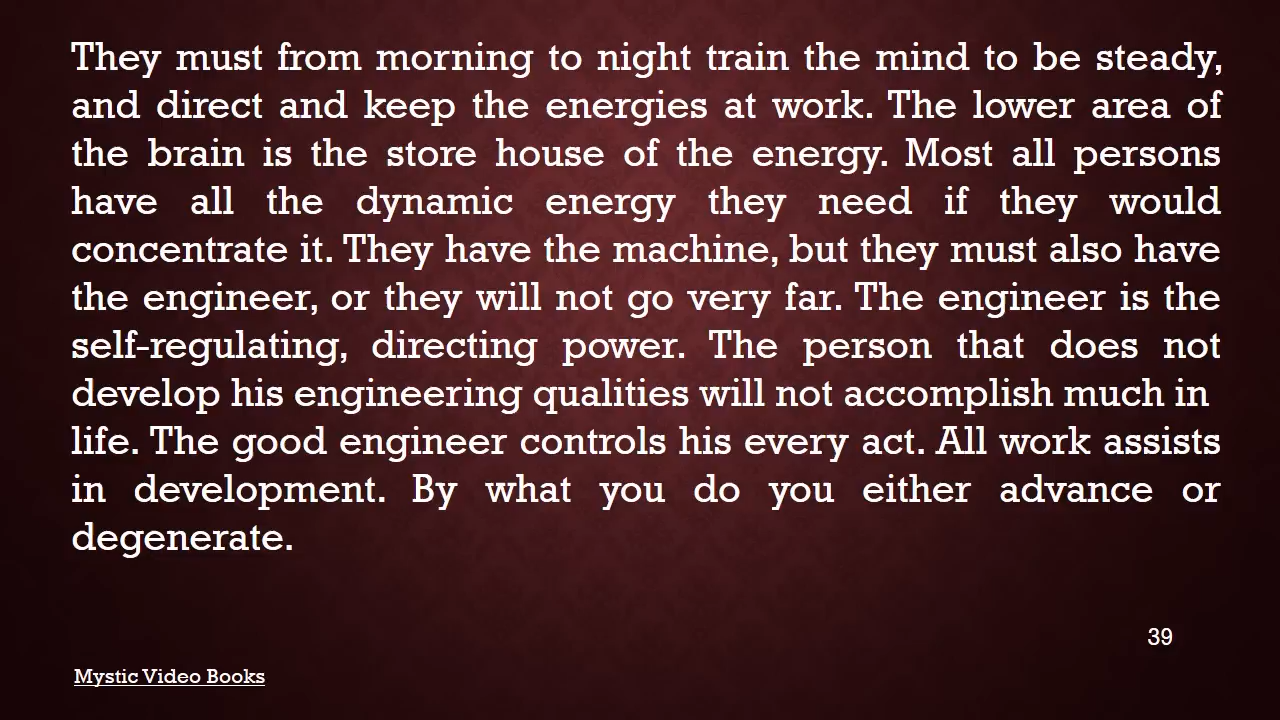 They must from morning to night train the mind to be steady,
and direct and keep the energies at work. The lower area of
the brain is the store house of the energy. Most all persons
have all the dynamic energy they need if they would
concentrate it. They have the machine, but they must also have
the engineer, or they will not go very far. The engineer is the
self-regulating, directing power. The person that does not
develop his engineering qualities will not accomplish much in
life. The good engineer controls his every act. All work assists
in development. By what you do you either advance or
degenerate.
39
Mystic Video Books